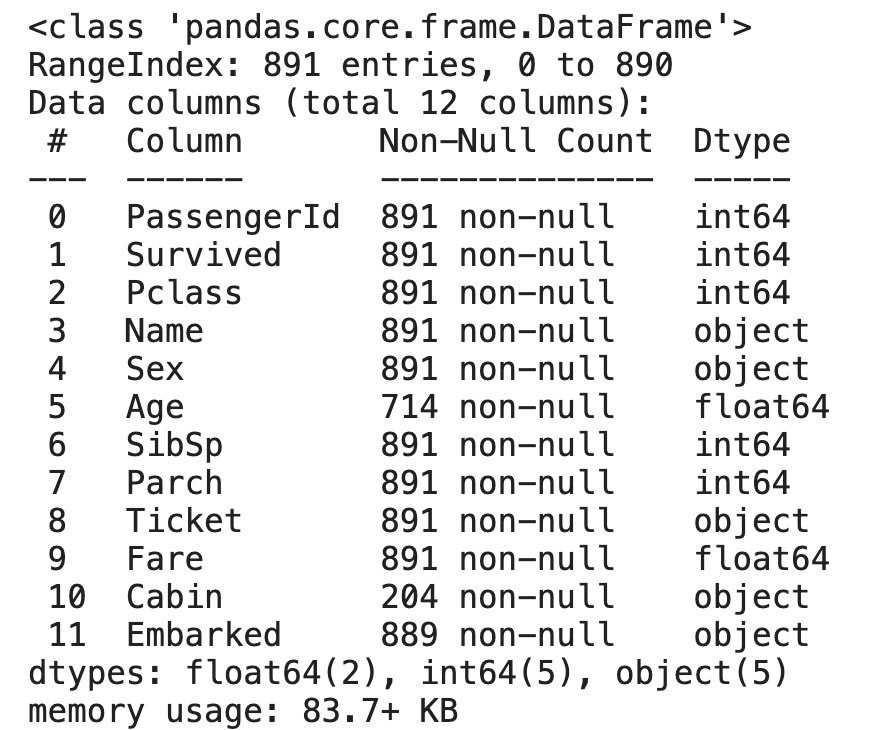 <class 'pandas.core.frame.DataFrame'>
RangeIndex: 891 entries, 0 to 890
Data columns (total 12 columns):
 #   Column       Non-Null Count  Dtype
---  ------       --------------  -----
 0   PassengerId  891 non-null    int64
 1   Survived     891 non-null    int64
 2   Pclass       891 non-null    int64
 3   Name         891 non-null    object
 4   Sex          891 non-null    object
 5   Age          714 non-null    float64
 6   SibSp        891 non-null    int64
 7   Parch        891 non-null    int64
 8   Ticket       891 non-null    object
 9   Fare         891 non-null    float64
 10  Cabin        204 non-null    object
 11  Embarked     889 non-null    object
dtypes: float64(2), int64(5), object(5)
memory usage: 83.7+ KB